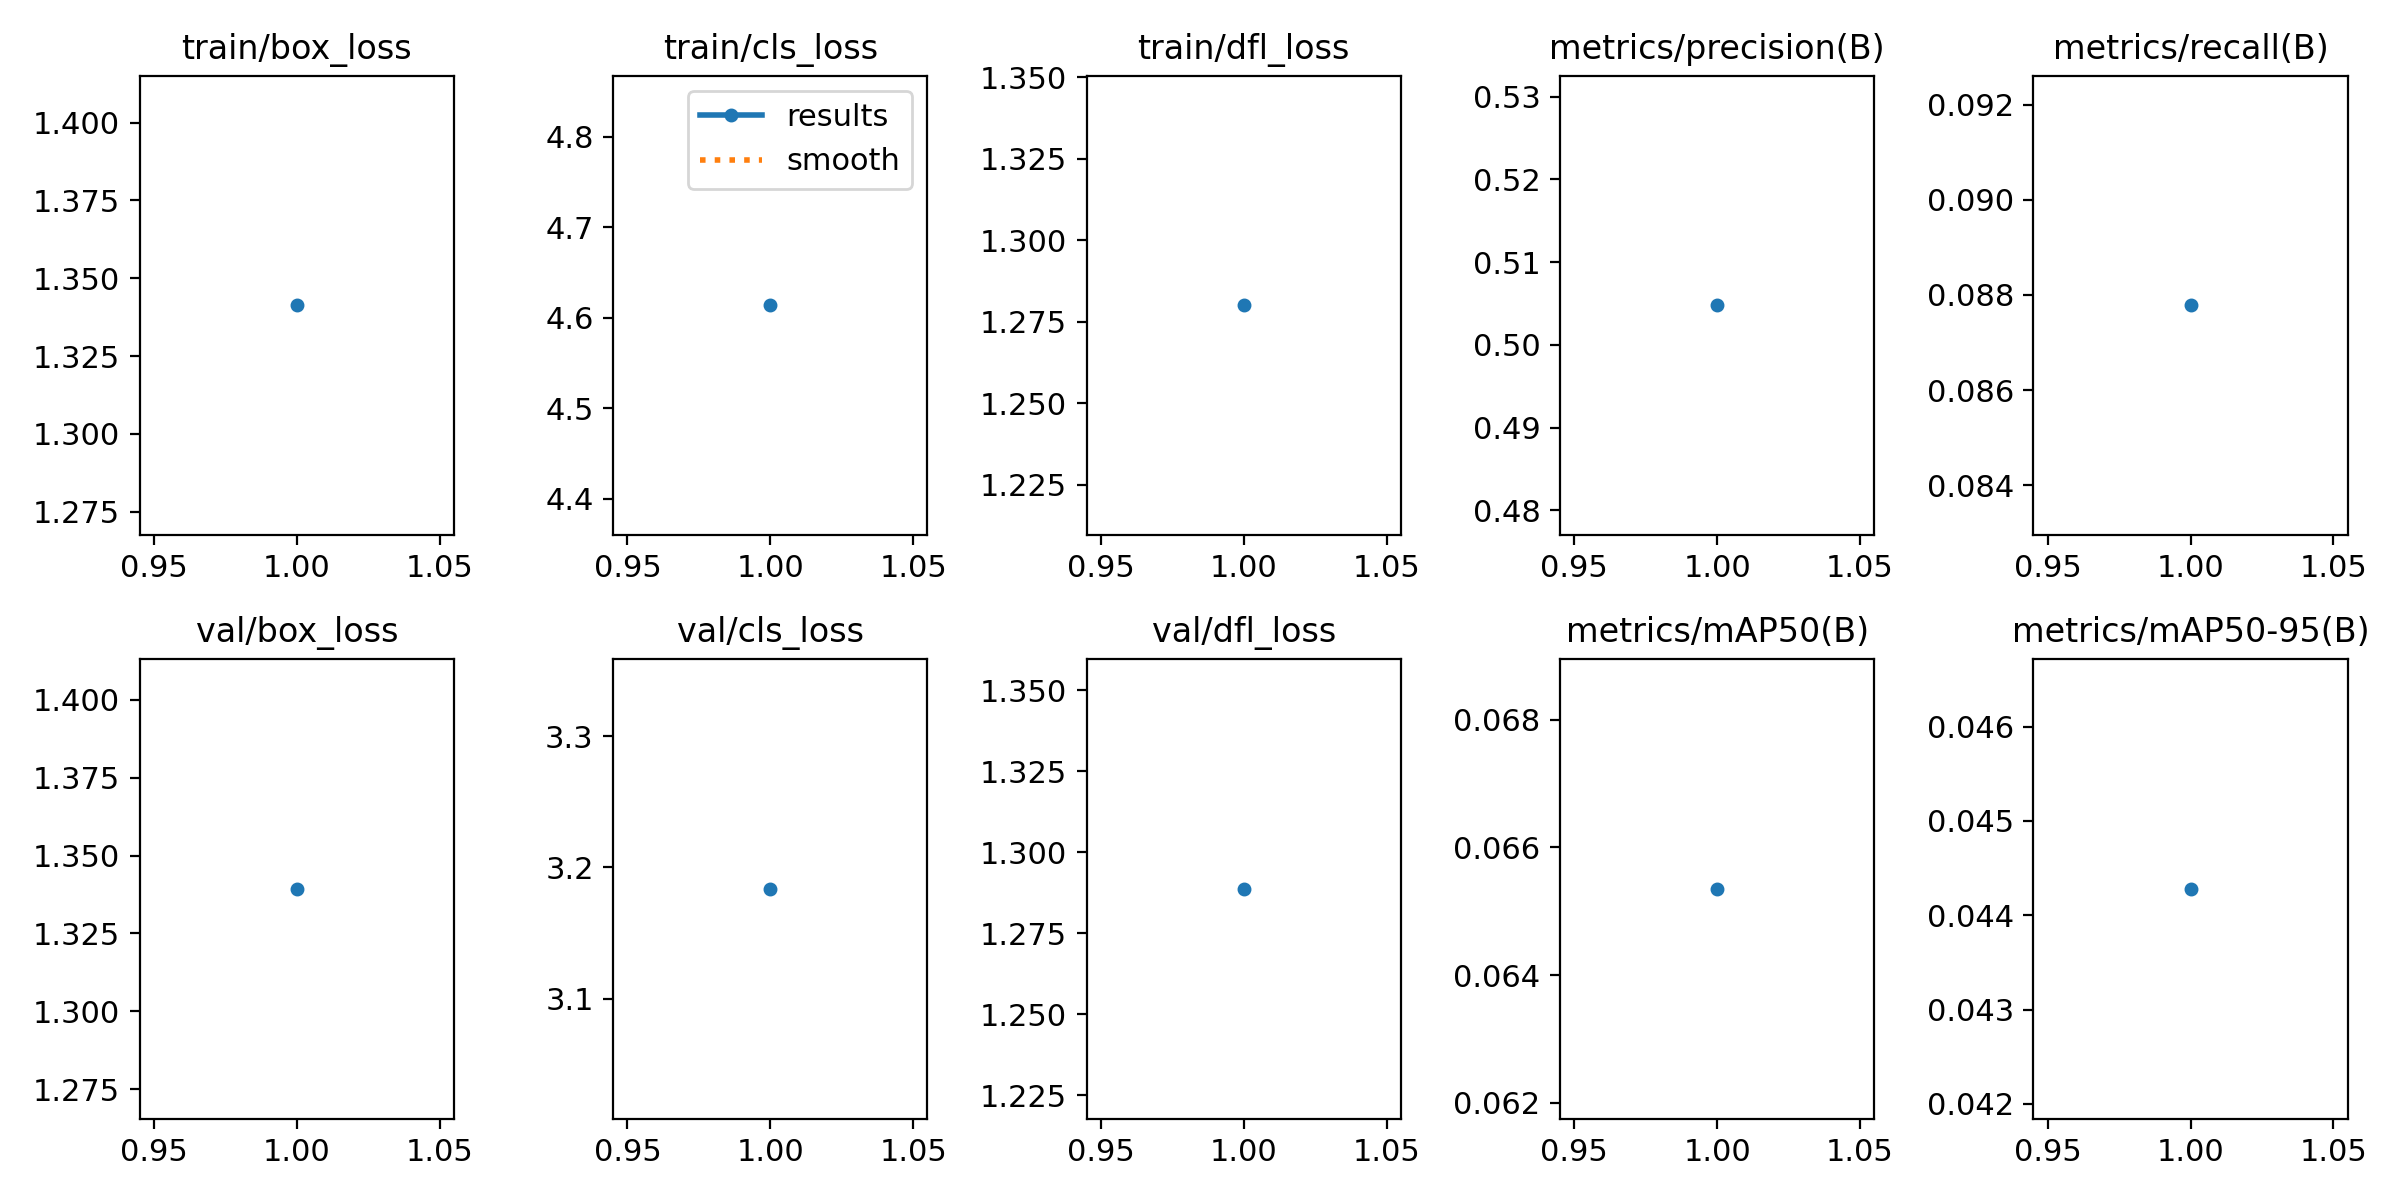 train/box_loss
1.400
1.375
1.350
1.325
1.300
1.275
0.95 1.00 1.05
train/cls_loss
results
smooth
4.8
4.7
4.6
4.5
4.4
0.95 1.00 1.05
train/dfl_loss
1.350
1.325
1.300
1.275
1.250
1.225
0.95 1.00 1.05
metrics/precision(B)
0.53
0.52
0.51
0.50
0.49
0.48
0.95 1.00 1.05
metrics/recall(B)
0.092
0.090
0.088
0.086
0.084
0.95 1.00 1.05
val/box_loss
1.400
1.375
1.350
1.325
1.300
1.275
0.95 1.00 1.05
val/cls_loss
3.3
3.2
3.1
0.95 1.00 1.05
val/dfl_loss
1.350
1.325
1.300
1.275
1.250
1.225
0.95 1.00 1.05
metrics/mAP50(B)
0.068
0.066
0.064
0.062
0.95 1.00 1.05
metrics/mAP50-95(B)
0.046
0.045
0.044
0.043
0.042
0.95 1.00 1.05